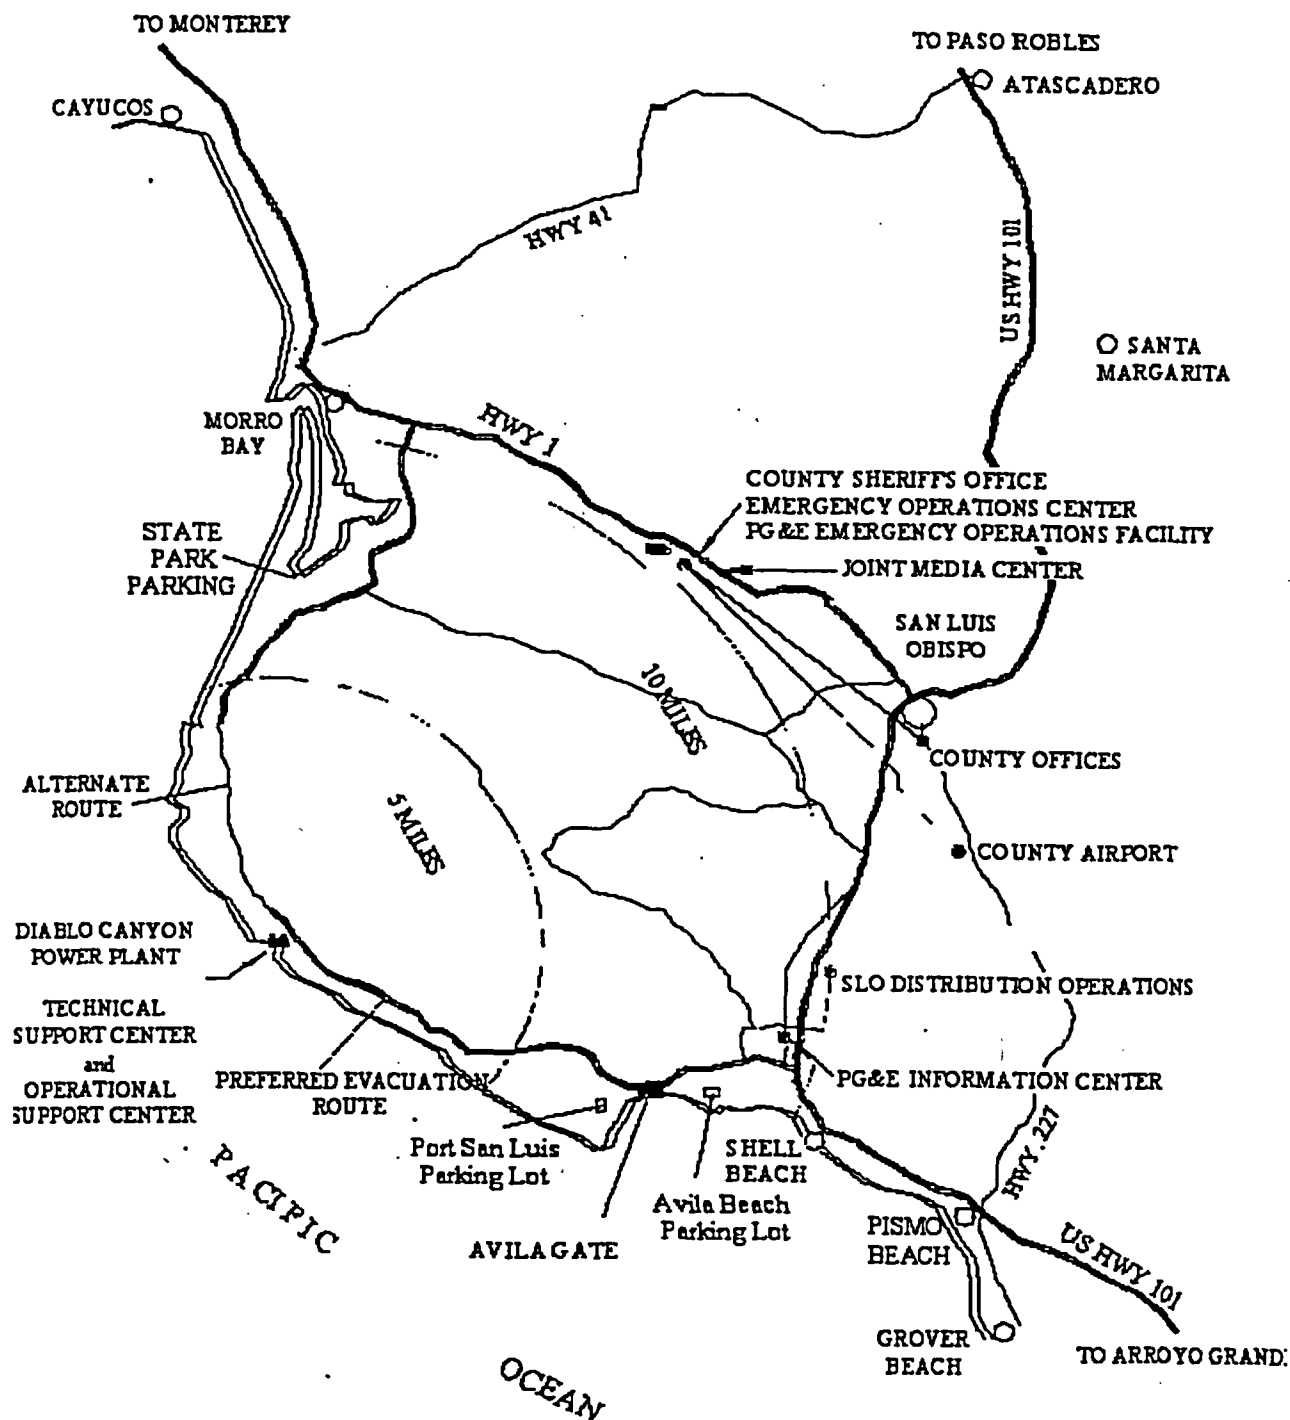 TO MONTEREY
TO PASO ROBLES
CAYUCOS
ATASCADERO
HWY 41
US HWY 101
SANTA
MARGARITA
MORRO
BAY
HWY 1
COUNTY SHERIFF'S OFFICE
EMERGENCY OPERATIONS CENTER
PG&E EMERGENCY OPERATIONS FACILITY
JOINT MEDIA CENTER
STATE
PARK
PARKING
SAN LUIS
OBISPO
10 MILES
COUNTY OFFICES
ALTERNATE
ROUTE
5 MILES
COUNTY AIRPORT
DIABLO CANYON
POWER PLANT
SLO DISTRIBUTION OPERATIONS
TECHNICAL
SUPPORT CENTER
and
OPERATIONAL
SUPPORT CENTER
PREFERRED EVACUATION
ROUTE
PG&E INFORMATION CENTER
Port San Luis
Parking Lot
SHELL
BEACH
HWY. 227
Avila Beach
Parking Lot
AVILA GATE
PISMO
BEACH
US HWY 101
PACIFIC
GROVER
BEACH
TO ARROYO GRAND
OCEAN